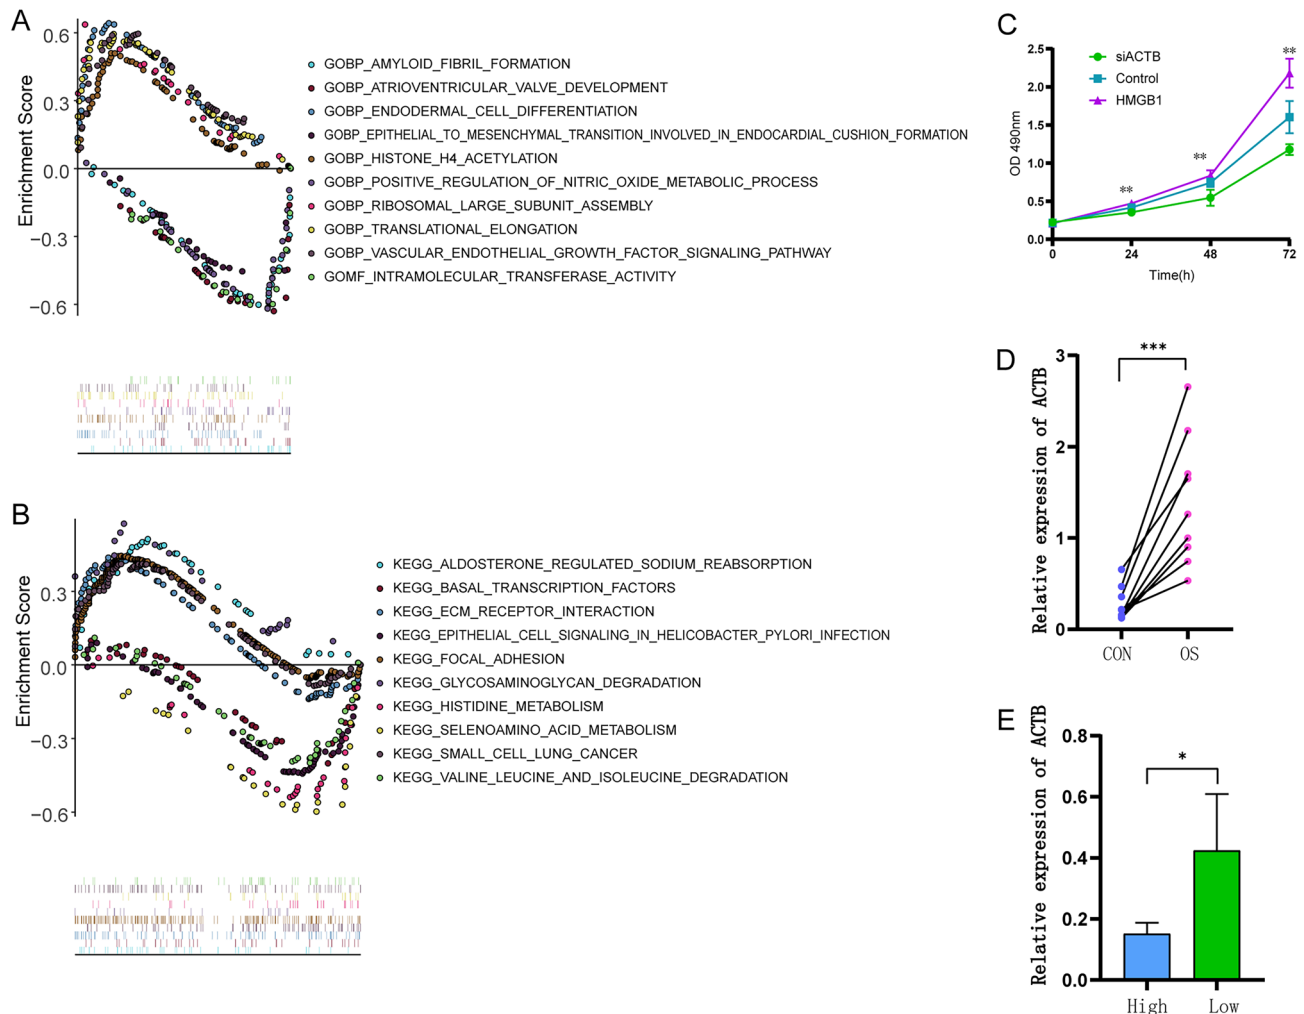 A
Enrichment Score
0.6
0.3
0.0
−0.3
−0.6
GOBP_AMYLOID_FIBRIL_FORMATION
GOBP_ATRIOVENTRICULAR_VALVE_DEVELOPMENT
GOBP_ENDODERMAL_CELL_DIFFERENTIATION
GOBP_EPITHELIAL_TO_MESENCHYMAL_TRANSITION_INVOLVED_IN_ENDOCARDIAL_CUSHION_FORMATION
GOBP_HISTONE_H4_ACETYLATION
GOBP_POSITIVE_REGULATION_OF_NITRIC_OXIDE_METABOLIC_PROCESS
GOBP_RIBOSOMAL_LARGE_SUBUNIT_ASSEMBLY
GOBP_TRANSLATIONAL_ELONGATION
GOBP_VASCULAR_ENDOTHELIAL_GROWTH_FACTOR_SIGNALING_PATHWAY
GOMF_INTRAMOLECULAR_TRANSFERASE_ACTIVITY
B
Enrichment Score
0.3
0.0
−0.3
−0.6
KEGG_ALDOSTERONE_REGULATED_SODIUM_REABSORPTION
KEGG_BASAL_TRANSCRIPTION_FACTORS
KEGG_ECM_RECEPTOR_INTERACTION
KEGG_EPITHELIAL_CELL_SIGNALING_IN_HELICOBACTER_PYLORI_INFECTION
KEGG_FOCAL_ADHESION
KEGG_GLYCOSAMINOGLYCAN_DEGRADATION
KEGG_HISTIDINE_METABOLISM
KEGG_SELENOAMINO_ACID_METABOLISM
KEGG_SMALL_CELL_LUNG_CANCER
KEGG_VALINE_LEUCINE_AND_ISOLEUCINE_DEGRADATION
C
OD 490nm
2.5
2.0
1.5
1.0
0.5
0.0
siACTB
Control
HMGB1
**
**
**
0 24 48 72
Time(h)
D
Relative expression of ACTB
3
2
1
0
***
CON OS
E
Relative expression of ACTB
0.8
0.6
0.4
0.2
0.0
*
High Low